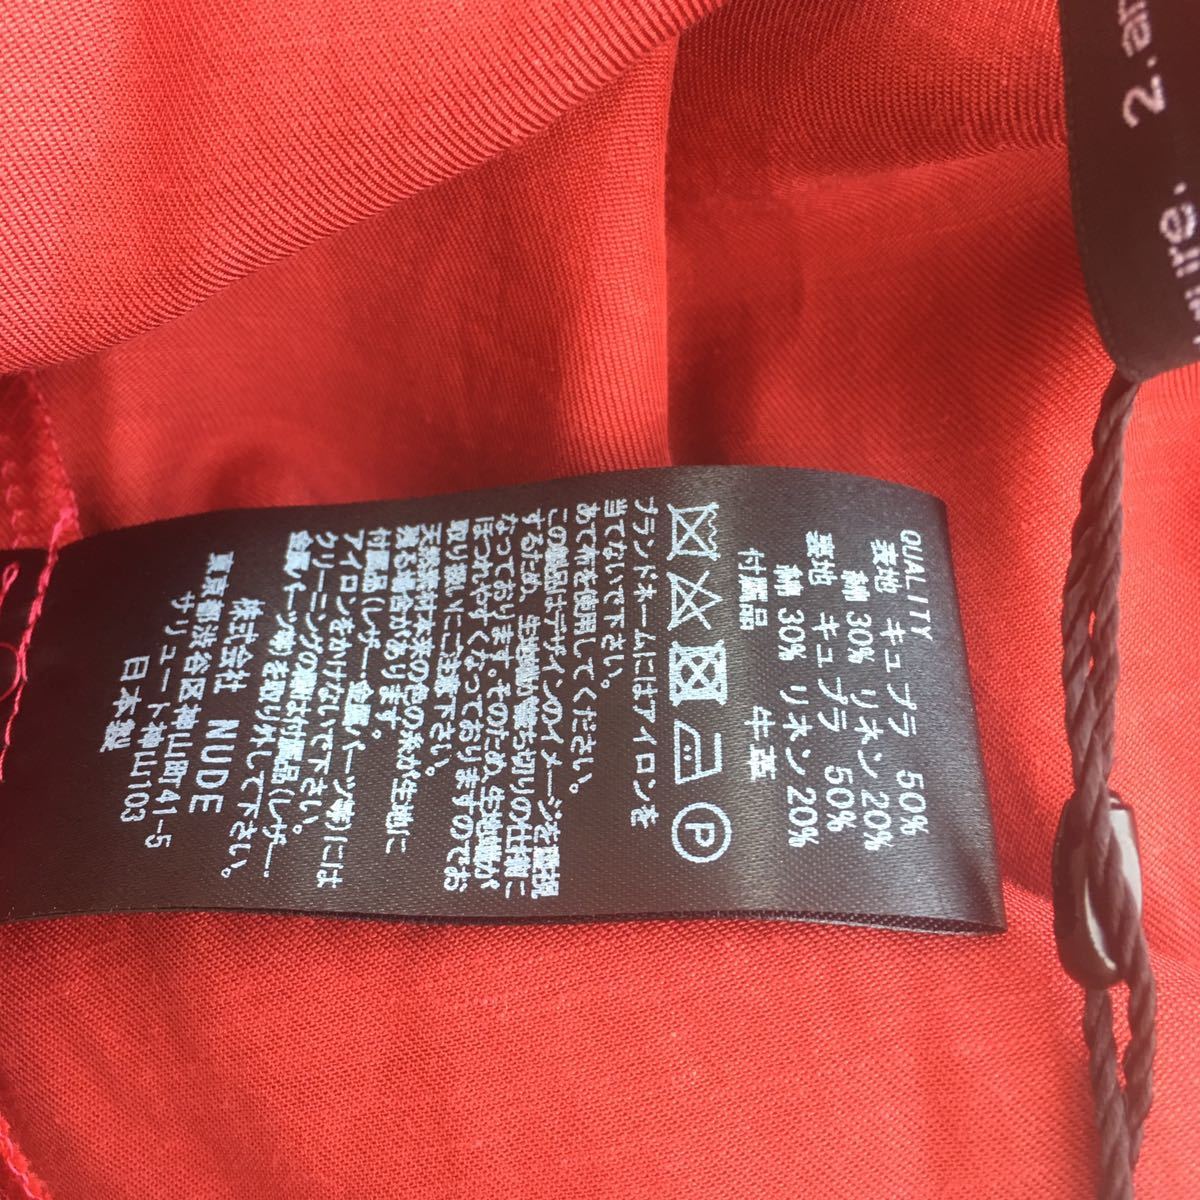 QUALITY
表地 キュプラ 50%
綿 30% リネン 20%
裏地 キュプラ 50%
綿 30% リネン 20%
付属品 牛革
P
ブランドネームにはアイロンを
当てないで下さい。
あて布を使用してください。
この製品はデザインのイメージを重視
するため、生地端が裁ち切りの仕様に
なっております。そのため、生地端が
ほつれやすくなっておりますのでお
取り扱いにご注意下さい。
天然素材本来の色の糸が生地に
残る場合があります。
付属品(レザー、金属パーツ等)には
アイロンをかけないで下さい。
クリーニングの際は付属品(レザー、
金属パーツ等)を取り外して下さい。
株式会社 NUDE
東京都渋谷区神山町41-5
サリュート神山103
日本製
2.an
ire.